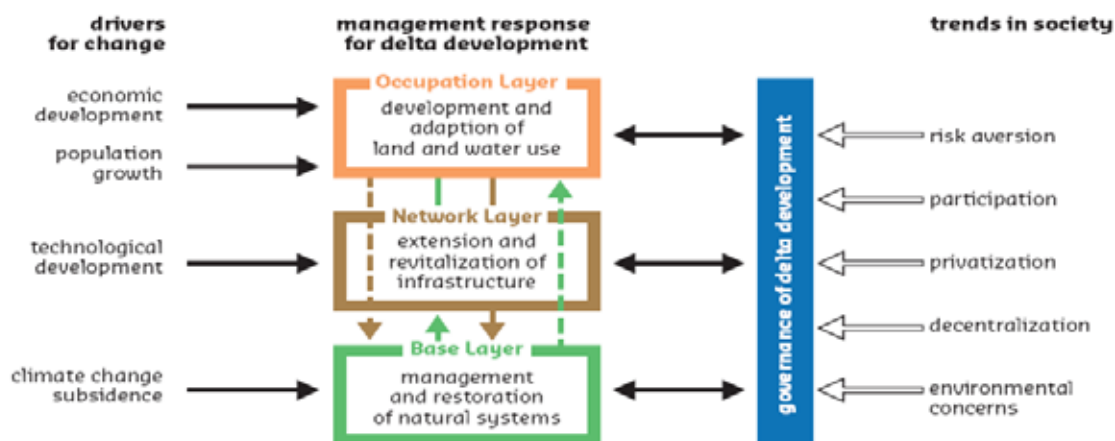 drivers
for change
management response
for delta development
trends in society
economic
development
population
growth
technological
development
climate change
subsidence
Occupation Layer
development and
adaption of
land and water use
Network Layer
extension and
revitalization of
infrastructure
Base Layer
management
and restoration
of natural systems
governance of delta development
risk aversion
participation
privatization
decentralization
environmental
concerns